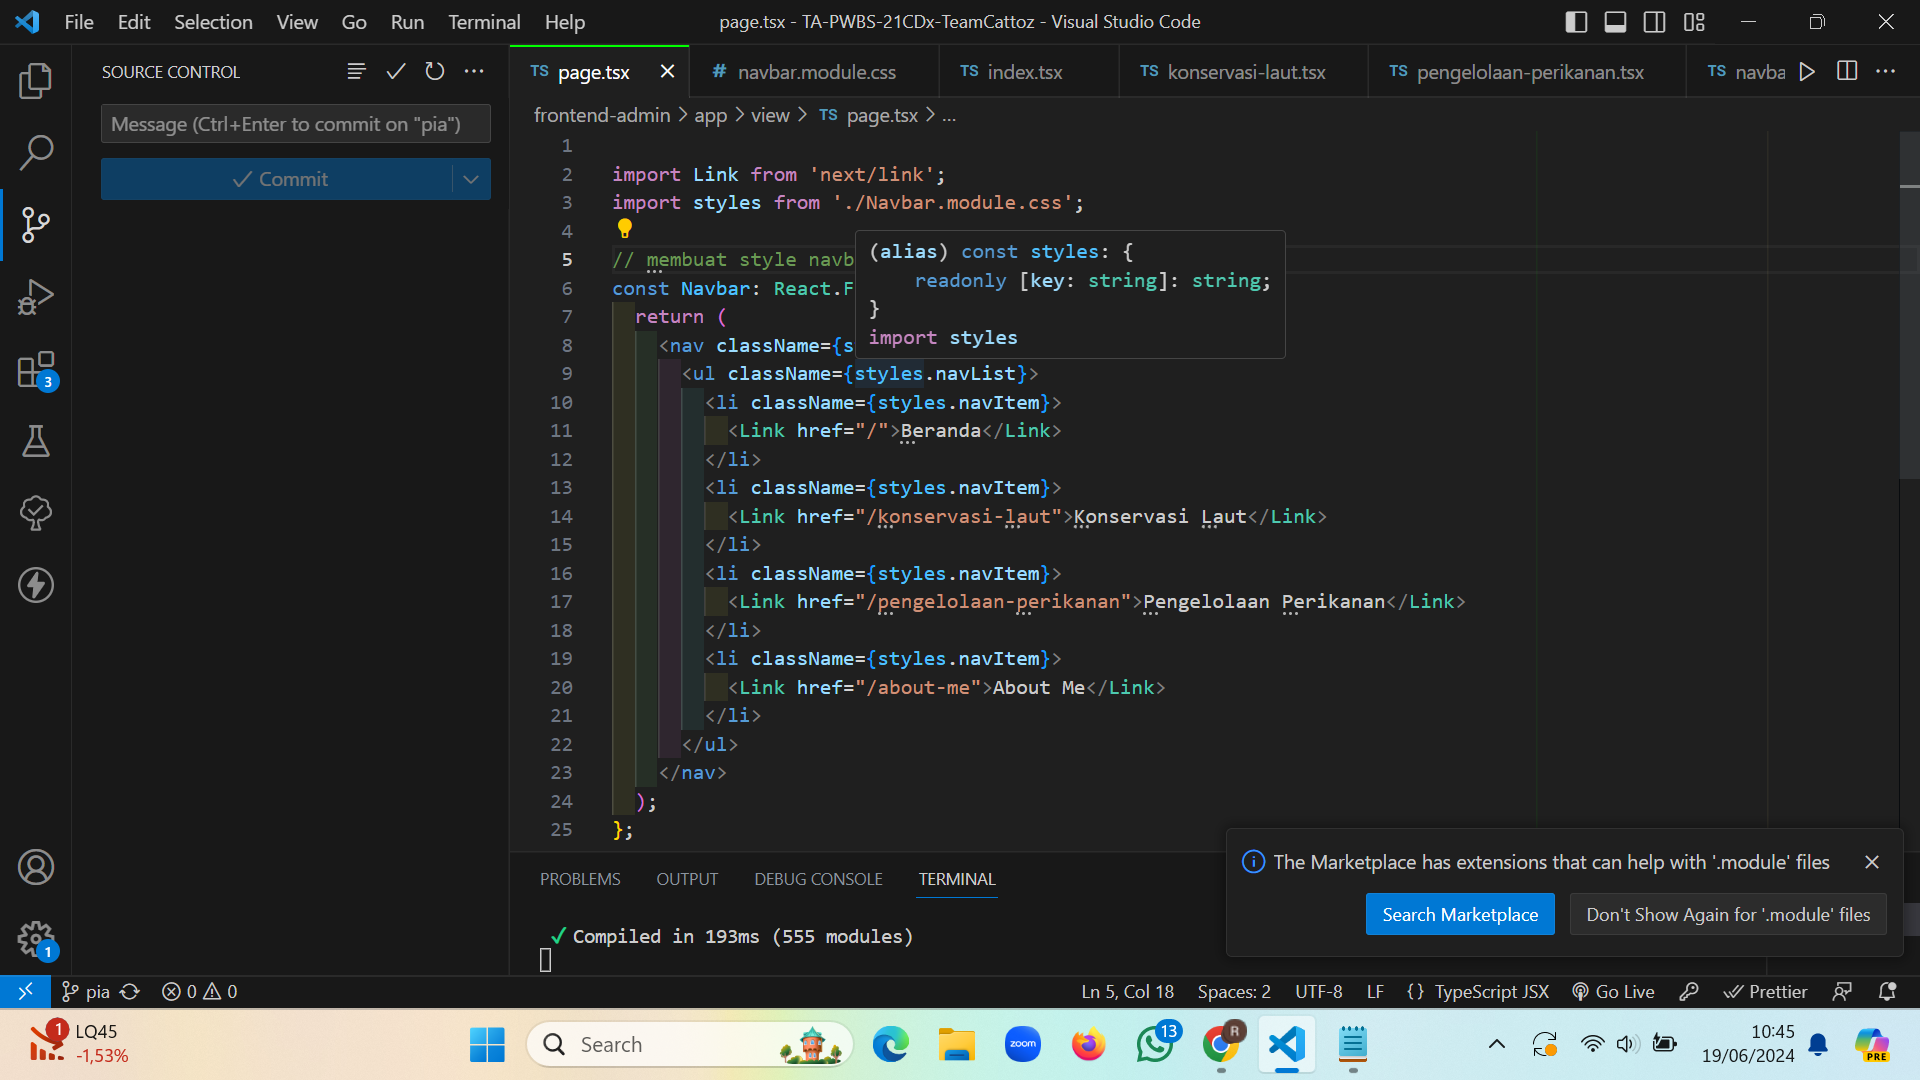 File Edit Selection View Go Run Terminal Help
page.tsx - TA-PWBS-21CDx-TeamCattoz - Visual Studio Code
SOURCE CONTROL
Message (Ctrl+Enter to commit on "pia")
Commit
3
1
TS page.tsx
# navbar.module.css
TS index.tsx
TS konservasi-laut.tsx
TS pengelolaan-perikanan.tsx
TS navba
frontend-admin > app > view > TS page.tsx > ...
1
2 import Link from 'next/link';
3 import styles from './Navbar.module.css';
4
5 // membuat style navb
6 const Navbar: React.F
7 return (
8 <nav className={s
9 <ul className={styles.navList}>
10 <li className={styles.navItem}>
11 <Link href="/">Beranda</Link>
12 </li>
13 <li className={styles.navItem}>
14 <Link href="/konservasi-laut">Konservasi Laut</Link>
15 </li>
16 <li className={styles.navItem}>
17 <Link href="/pengelolaan-perikanan">Pengelolaan Perikanan</Link>
18 </li>
19 <li className={styles.navItem}>
20 <Link href="/about-me">About Me</Link>
21 </li>
22 </ul>
23 </nav>
24 );
25 };
(alias) const styles: {
readonly [key: string]: string;
}
import styles
PROBLEMS OUTPUT DEBUG CONSOLE TERMINAL
✓ Compiled in 193ms (555 modules)
The Marketplace has extensions that can help with '.module' files
Search Marketplace
Don't Show Again for '.module' files
pia 0 0
Ln 5, Col 18 Spaces: 2 UTF-8 LF {} TypeScript JSX Go Live Prettier
1
LQ45
-1,53%
Search
zoom
13
R
10:45
19/06/2024
PRE